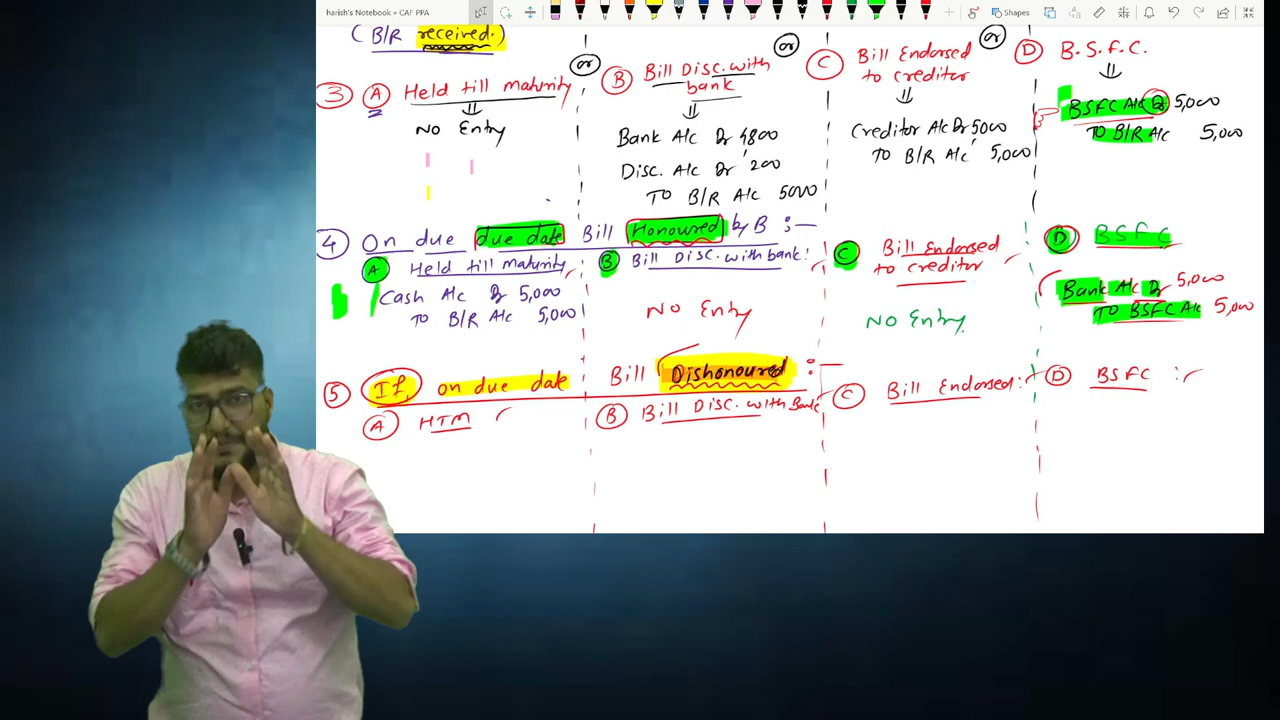 harish's Notebook » CAF PPA
Shapes
(B/R received.)
3 A Held till maturity
No Entry
or
B Bill Disc. with bank
Bank A/c Dr 4800
Disc. A/c Dr 200
To B/R A/c 5000
or
C Bill Endorsed to creditor
Creditor A/c Dr 5000
To B/R A/c 5,000
or
D B.S.F.C.
BSFC A/c Dr 5,000
To B/R A/c 5,000
4 On due due date Bill Honoured by B :-
A Held till maturity
Cash A/c Dr 5,000
To B/R A/c 5,000
B Bill Disc. with bank:
No Entry
C Bill Endorsed to creditor
No Entry.
D BSFC
Bank A/c Dr 5,000
To BSFC A/c 5,000
5 If, on due date Bill Dishonoured :-
A HTM
B Bill Disc. with Bank
C Bill Endorsed:
D BSFC :